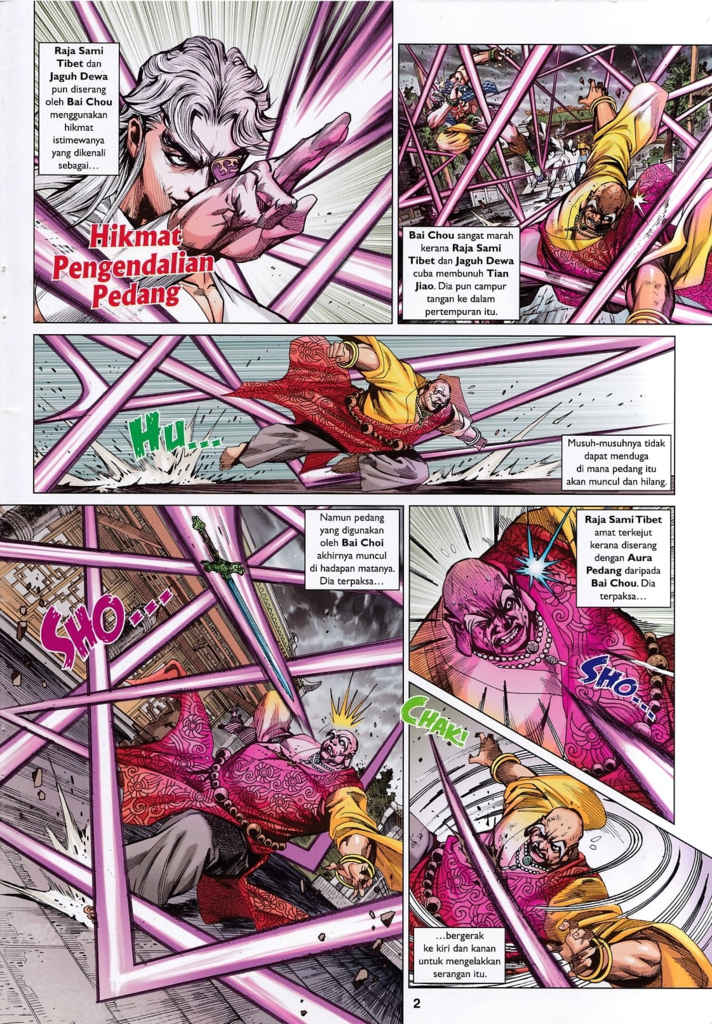 Raja Sami
Tibet dan
Jaguh Dewa
pun diserang
oleh Bai Chou
menggunakan
hikmat
istimewanya
yang dikenali
sebagai…
Hikmat
Pengendalian
Pedang
Bai Chou sangat marah
kerana Raja Sami
Tibet dan Jaguh Dewa
cuba membunuh Tian
Jiao. Dia pun campur
tangan ke dalam
pertempuran itu.
HU...
Musuh-musuhnya tidak
dapat menduga
di mana pedang itu
akan muncul dan hilang.
Namun pedang
yang digunakan
oleh Bai Choi
akhirnya muncul
di hadapan matanya.
Dia terpaksa…
SHO...
Raja Sami Tibet
amat terkejut
kerana diserang
dengan Aura
Pedang daripada
Bai Chou. Dia
terpaksa…
SHO...
CHAK!
…bergerak
ke kiri dan kanan
untuk mengelakkan
serangan itu.
2